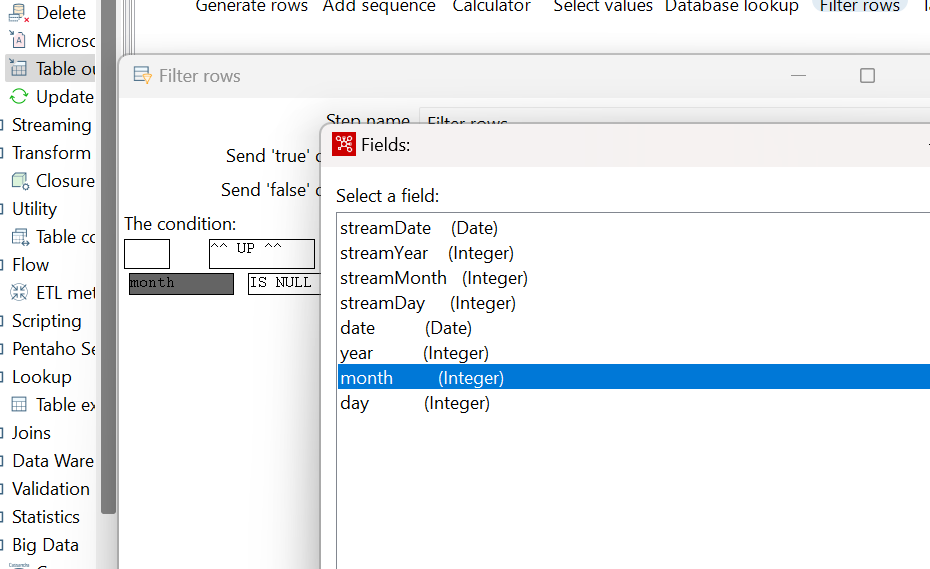 Generate rows Add sequence Calculator Select values Database lookup Filter rows
Delete
Microsc
Table ou
Update
Streaming
Transform
Closure
Utility
Table co
Flow
ETL met
Scripting
Pentaho Se
Lookup
Table ex
Joins
Data Ware
Validation
Statistics
Big Data
Filter rows
Step name Filter rows
Send 'true' c
Send 'false' c
The condition:
^^ UP ^^
month IS NULL
Fields:
Select a field:
streamDate (Date)
streamYear (Integer)
streamMonth (Integer)
streamDay (Integer)
date (Date)
year (Integer)
month (Integer)
day (Integer)